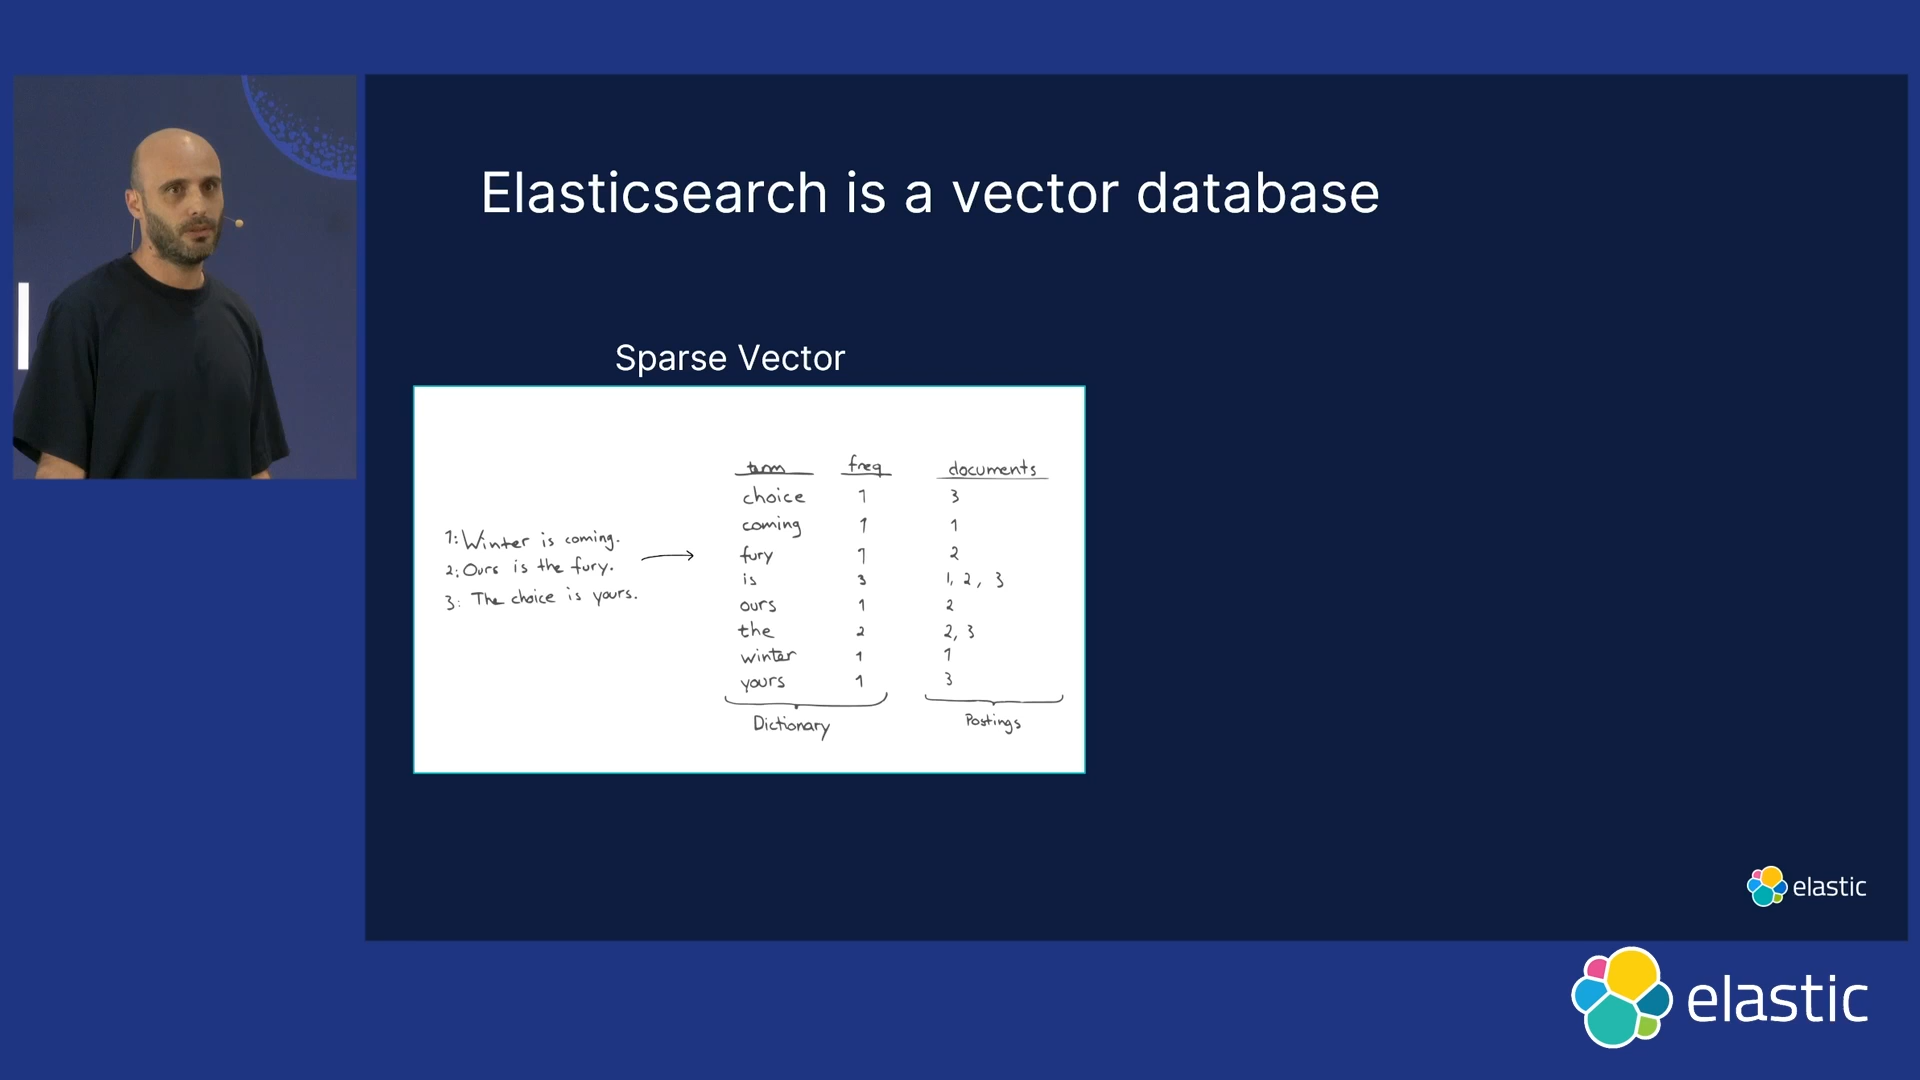 Elasticsearch is a vector database
Sparse Vector
1: Winter is coming.
2: Ours is the fury.
3: The choice is yours.
term freq documents
choice 1 3
coming 1 1
fury 1 2
is 3 1, 2, 3
ours 1 2
the 2 2, 3
winter 1 1
yours 1 3
Dictionary Postings
elastic
elastic